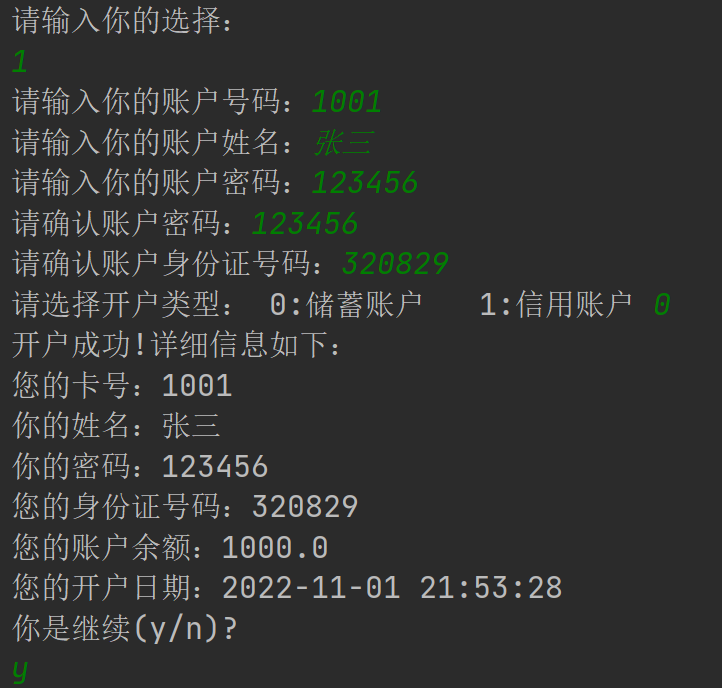 请输入你的选择：
1
请输入你的账户号码：1001
请输入你的账户姓名：张三
请输入你的账户密码：123456
请确认账户密码：123456
请确认账户身份证号码：320829
请选择开户类型： 0:储蓄账户   1:信用账户 0
开户成功!详细信息如下：
您的卡号：1001
你的姓名：张三
你的密码：123456
您的身份证号码：320829
您的账户余额：1000.0
您的开户日期：2022-11-01 21:53:28
你是继续(y/n)?
y